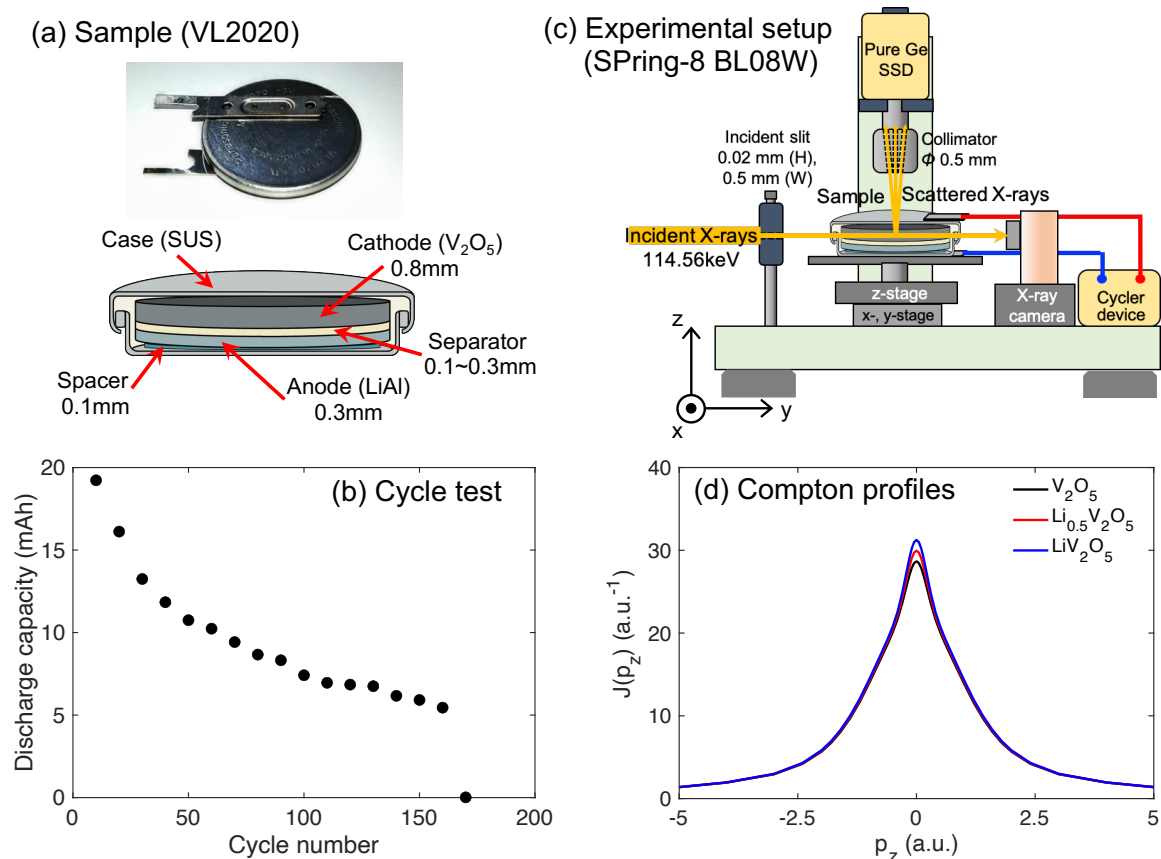 (a) Sample (VL2020)
Case (SUS)
Cathode (V₂O₅)
0.8mm
Separator
0.1~0.3mm
Anode (LiAl)
0.3mm
Spacer
0.1mm
(c) Experimental setup
(SPring-8 BL08W)
Pure Ge
SSD
Incident slit
0.02 mm (H),
0.5 mm (W)
Collimator
Φ 0.5 mm
Sample
Scattered X-rays
Incident X-rays
114.56keV
z-stage
x-, y-stage
X-ray
camera
Cycler
device
z
y
x
(b) Cycle test
Discharge capacity (mAh)
20
15
10
5
0
0
50
100
150
200
Cycle number
(d) Compton profiles
V₂O₅
Li₀.₅V₂O₅
LiV₂O₅
J(p_z) (a.u.⁻¹)
40
30
20
10
0
-5
-2.5
0
2.5
5
p_z (a.u.)